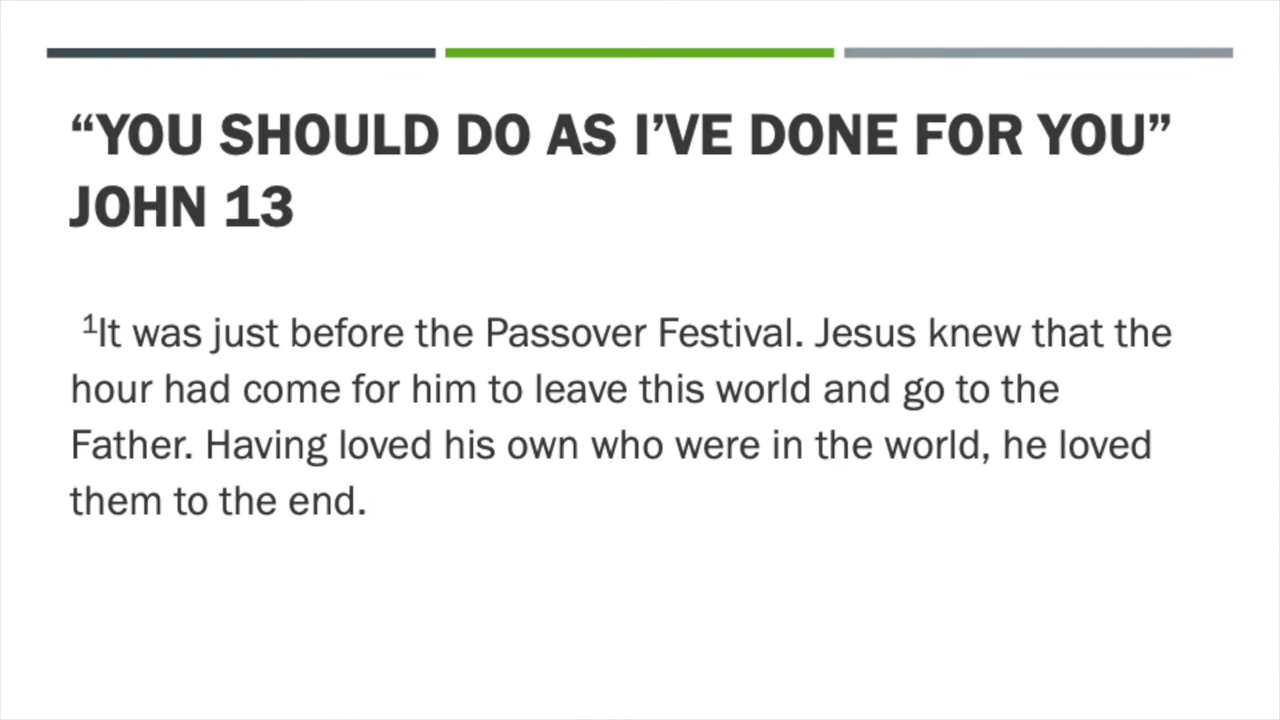 “YOU SHOULD DO AS I’VE DONE FOR YOU”
JOHN 13
¹It was just before the Passover Festival. Jesus knew that the
hour had come for him to leave this world and go to the
Father. Having loved his own who were in the world, he loved
them to the end.